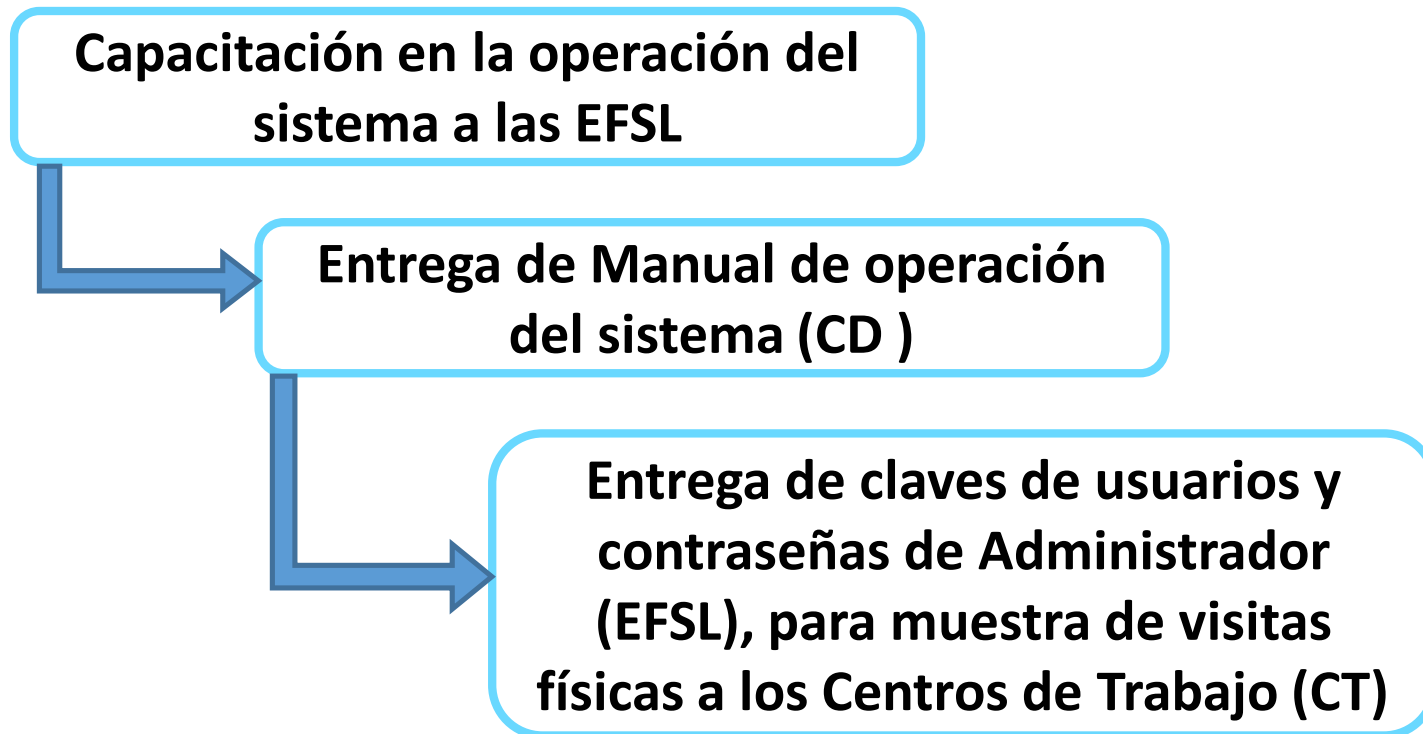 Capacitación en la operación del
sistema a las EFSL
Entrega de Manual de operación
del sistema (CD )
Entrega de claves de usuarios y
contraseñas de Administrador
(EFSL), para muestra de visitas
físicas a los Centros de Trabajo (CT)